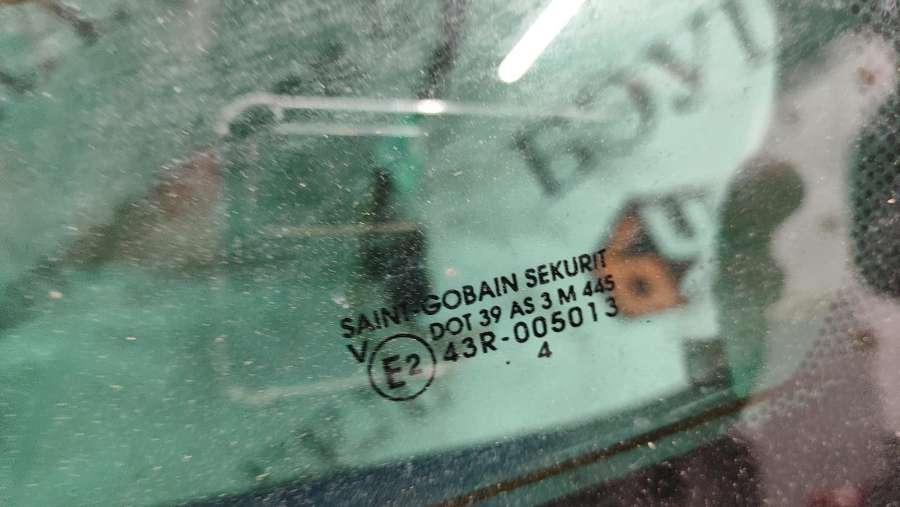 SAINT-GOBAIN SEKURIT
DOT 39 AS 3 M 445
V E2 43R-005013
. 4